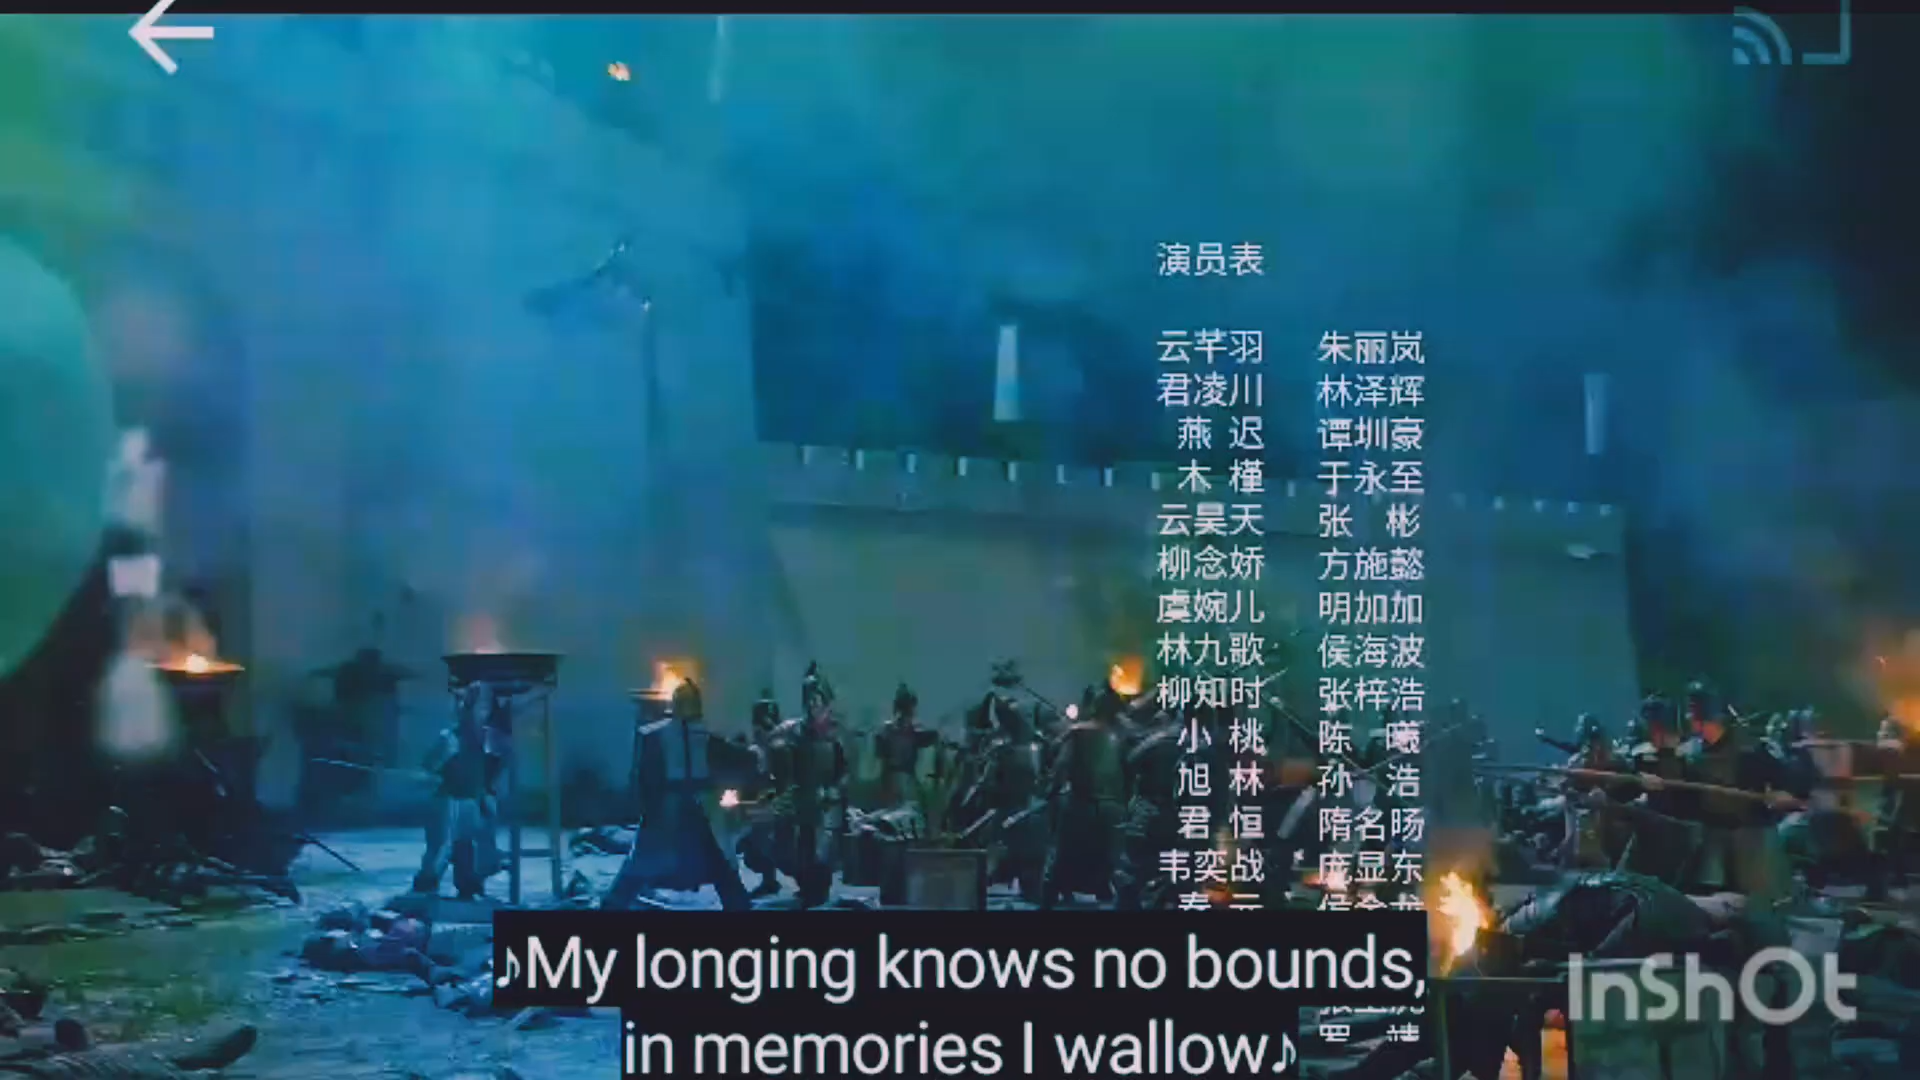 演员表
云芊羽 朱丽岚
君凌川 林泽辉
燕迟 谭圳豪
木槿 于永至
云昊天 张彬
柳念娇 方施懿
虞婉儿 明加加
林九歌 侯海波
柳知时 张梓浩
小桃 陈曦
旭林 孙浩
君恒 隋名旸
韦奕战 庞显东
♪My longing knows no bounds,
in memories I wallow♪
InShOt